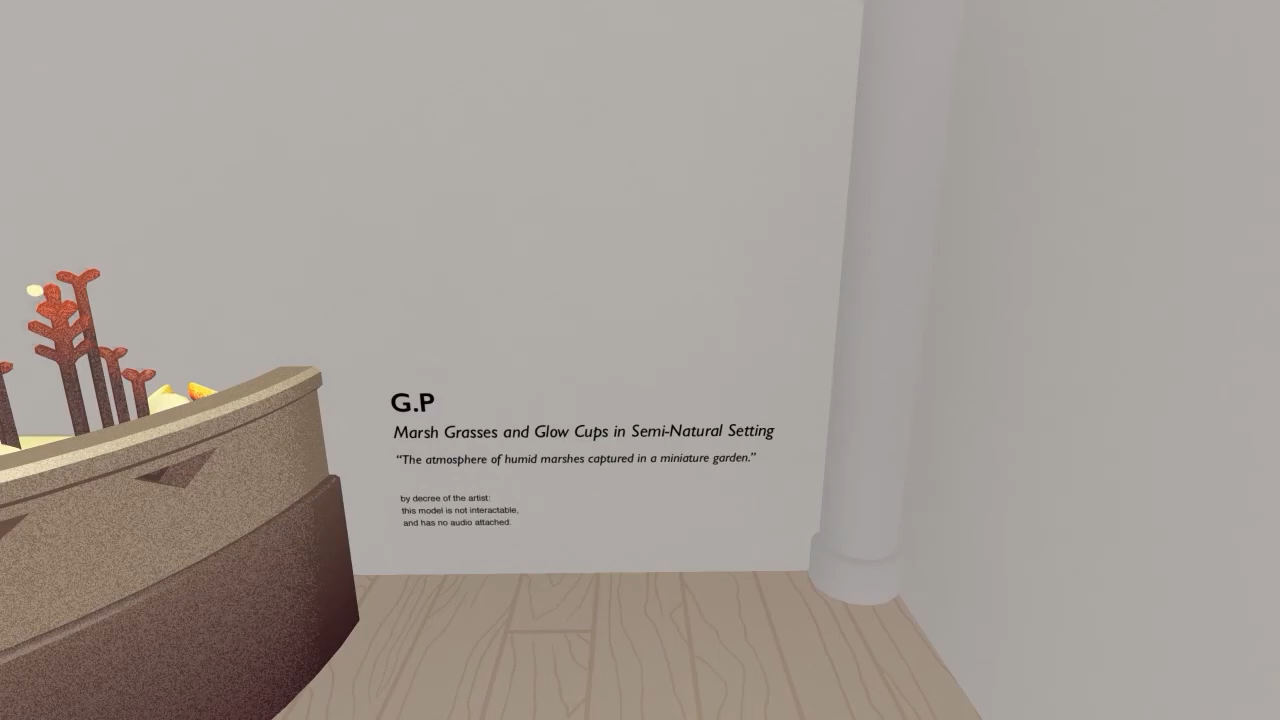 G.P
Marsh Grasses and Glow Cups in Semi-Natural Setting
“The atmosphere of humid marshes captured in a miniature garden.”
by decree of the artist:
this model is not interactable,
and has no audio attached.